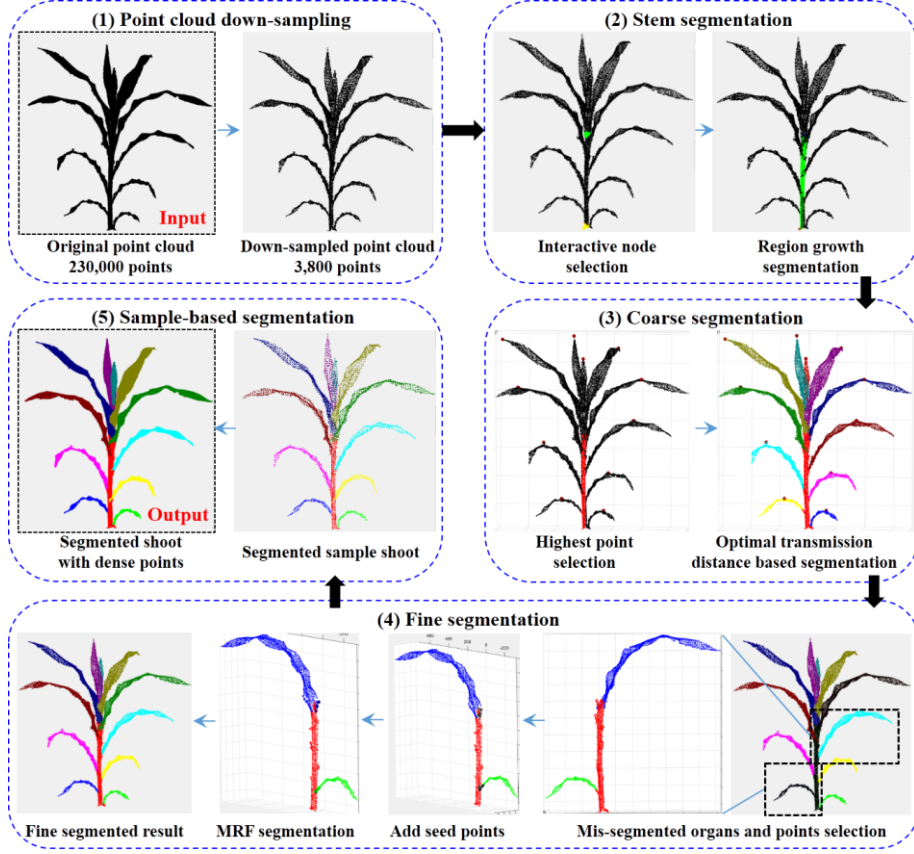 (1) Point cloud down-sampling
Input
Original point cloud
230,000 points
Down-sampled point cloud
3,800 points
(2) Stem segmentation
Interactive node
selection
Region growth
segmentation
(3) Coarse segmentation
Highest point
selection
Optimal transmission
distance based segmentation
(5) Sample-based segmentation
Output
Segmented shoot
with dense points
Segmented sample shoot
(4) Fine segmentation
Fine segmented result
MRF segmentation
Add seed points
Mis-segmented organs and points selection